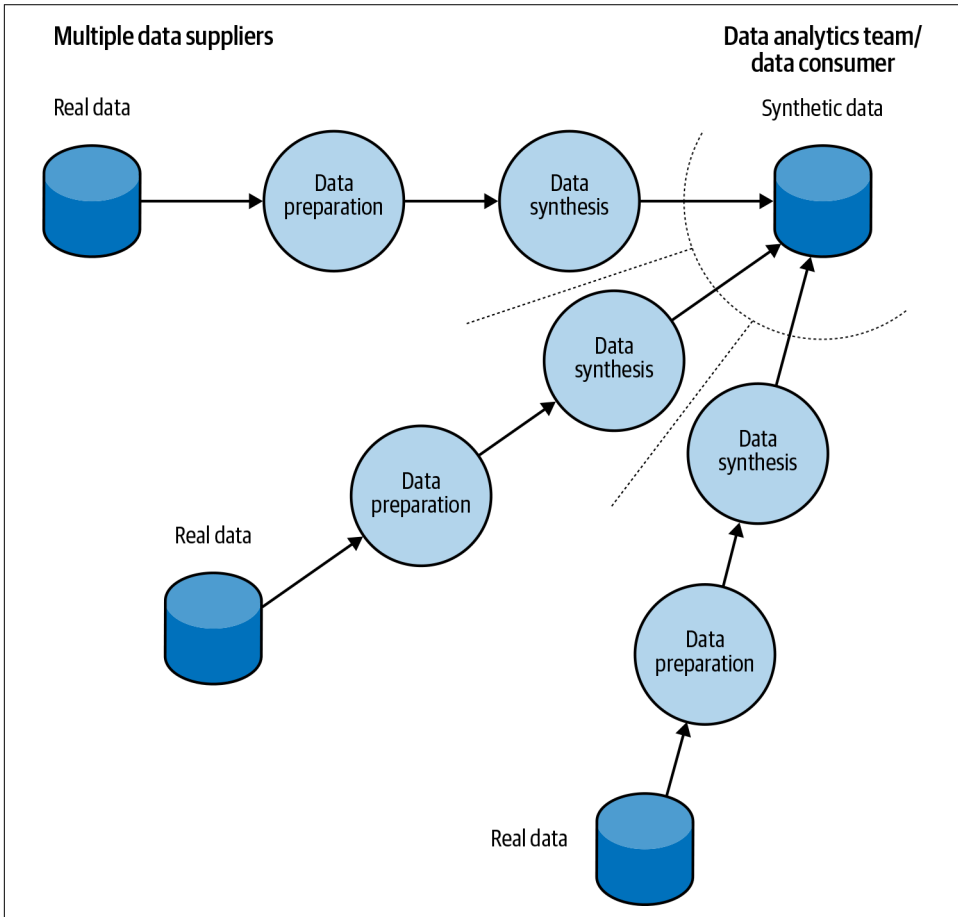 Multiple data suppliers
Data analytics team/
data consumer
Real data
Synthetic data
Data
preparation
Data
synthesis
Data
synthesis
Data
preparation
Data
synthesis
Real data
Data
preparation
Real data